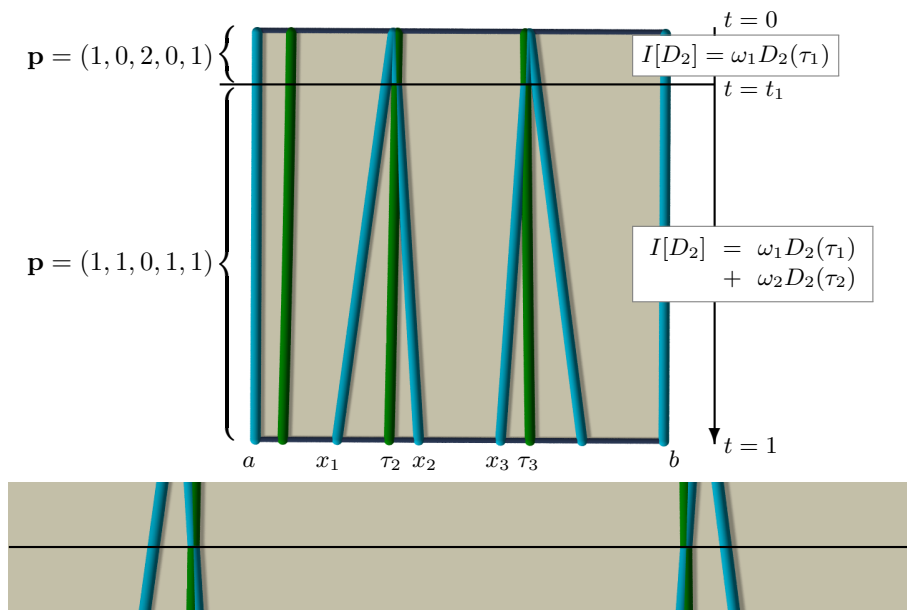 t = 0
p = (1, 0, 2, 0, 1)
I[D₂] = ω₁D₂(τ₁)
t = t₁
p = (1, 1, 0, 1, 1)
I[D₂] = ω₁D₂(τ₁)
+ ω₂D₂(τ₂)
t = 1
a x₁ τ₂ x₂ x₃ τ₃ b